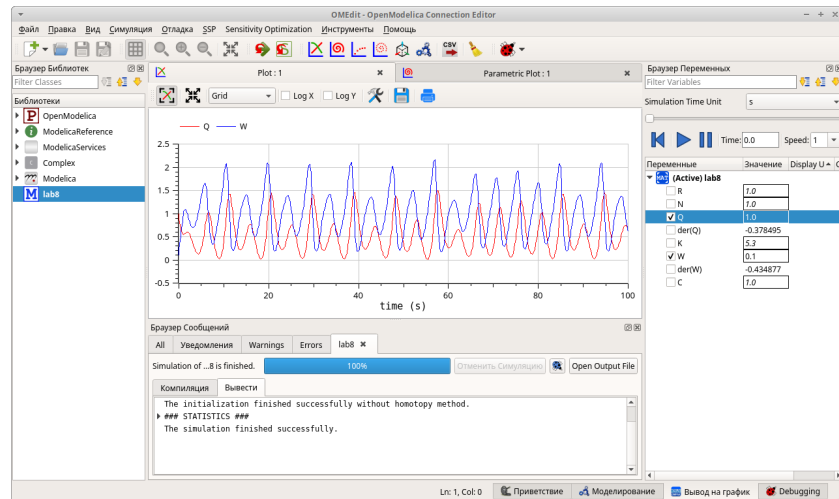 OMEdit - OpenModelica Connection Editor
Файл Правка Вид Симуляция Отладка SSP Sensitivity Optimization Инструменты Помощь
CSV
Браузер Библиотек
Filter Classes
Библиотеки
P OpenModelica
i ModelicaReference
ModelicaServices
Complex
Modelica
M lab8
Plot : 1
Parametric Plot : 1
Grid
Log X
Log Y
Q W
2.5
2
1.5
1
0.5
0
-0.5
0 20 40 60 80 100
time (s)
Браузер Сообщений
All Уведомления Warnings Errors lab8
Simulation of ...8 is finished. 100% Отменить Симуляцию Open Output File
Компиляция Вывести
The initialization finished successfully without homotopy method.
### STATISTICS ###
The simulation finished successfully.
Браузер Переменных
Filter Variables
Simulation Time Unit s
Time: 0.0 Speed: 1
Переменные Значение Display U
MAT (Active) lab8
R 1.0
N 1.0
Q 1.0
der(Q) -0.378495
K 5.3
W 0.1
der(W) -0.434877
C 1.0
Ln: 1, Col: 0 Приветствие Моделирование Вывод на график Debugging